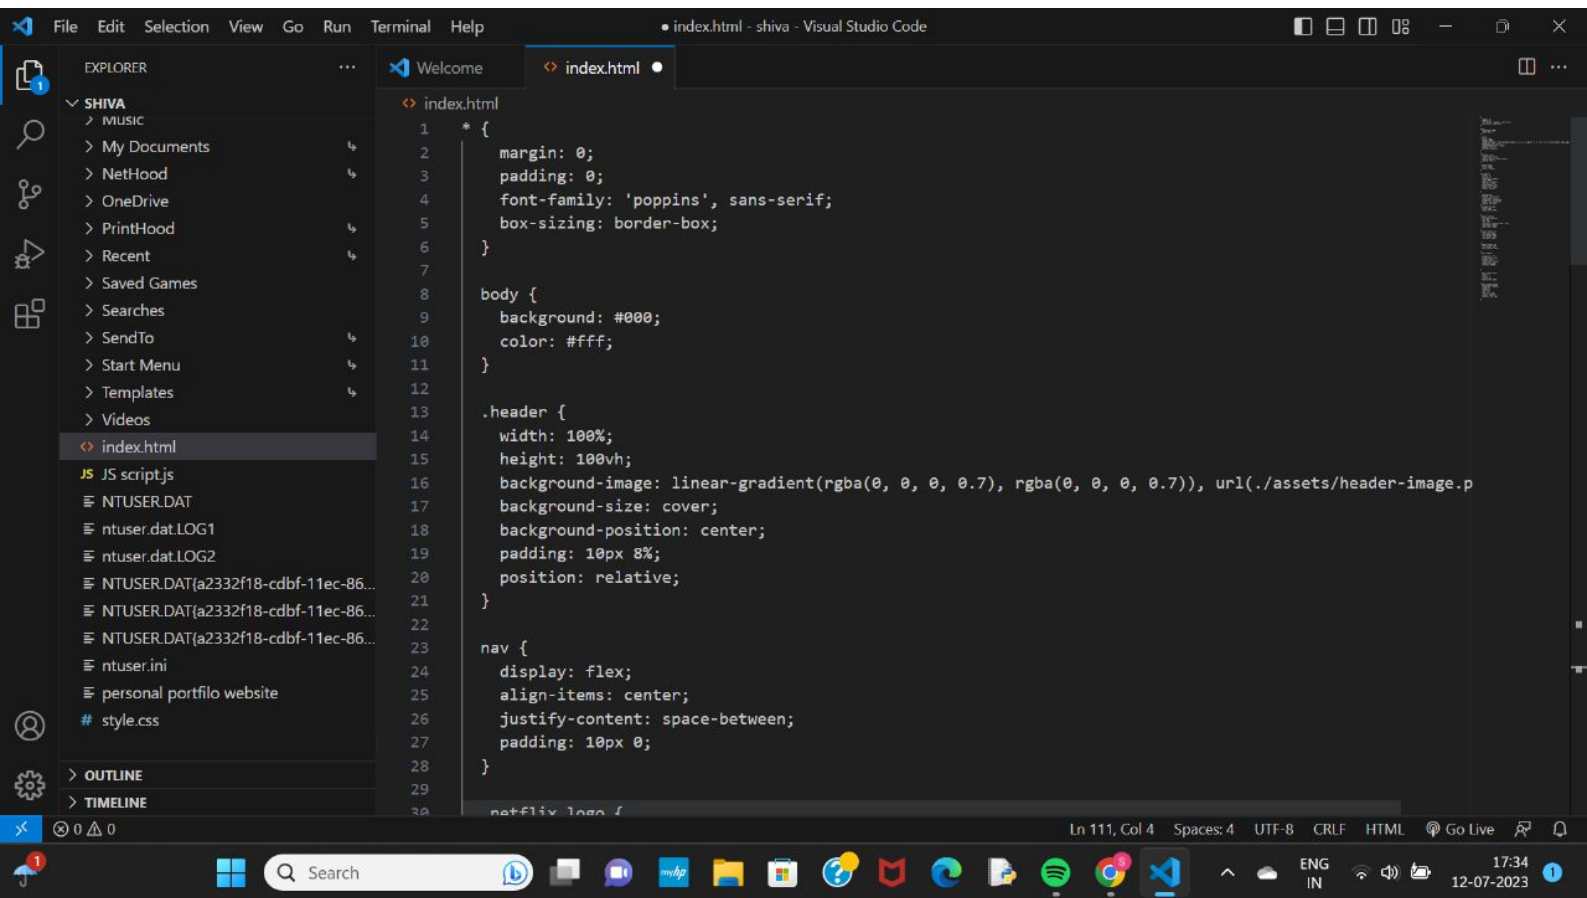 File Edit Selection View Go Run Terminal Help
● index.html - shiva - Visual Studio Code
EXPLORER
Welcome
index.html
SHIVA
Music
My Documents
NetHood
OneDrive
PrintHood
Recent
Saved Games
Searches
SendTo
Start Menu
Templates
Videos
index.html
JS JS script.js
NTUSER.DAT
ntuser.dat.LOG1
ntuser.dat.LOG2
NTUSER.DAT{a2332f18-cdbf-11ec-86...
NTUSER.DAT{a2332f18-cdbf-11ec-86...
NTUSER.DAT{a2332f18-cdbf-11ec-86...
ntuser.ini
personal portfilo website
# style.css
OUTLINE
TIMELINE
index.html
1 * {
2 margin: 0;
3 padding: 0;
4 font-family: 'poppins', sans-serif;
5 box-sizing: border-box;
6 }
7
8 body {
9 background: #000;
10 color: #fff;
11 }
12
13 .header {
14 width: 100%;
15 height: 100vh;
16 background-image: linear-gradient(rgba(0, 0, 0, 0.7), rgba(0, 0, 0, 0.7)), url(./assets/header-image.p
17 background-size: cover;
18 background-position: center;
19 padding: 10px 8%;
20 position: relative;
21 }
22
23 nav {
24 display: flex;
25 align-items: center;
26 justify-content: space-between;
27 padding: 10px 0;
28 }
29
30 netflix logo {
0 0 Ln 111, Col 4 Spaces: 4 UTF-8 CRLF HTML Go Live
1
Search
myhp
S
ENG
IN
17:34
12-07-2023
1